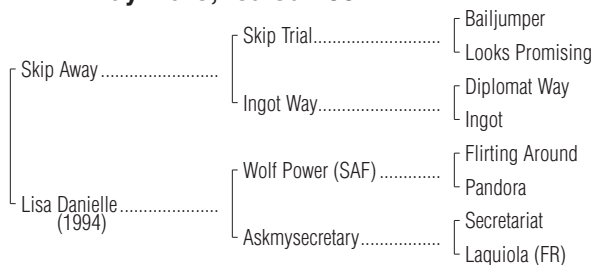 Bailjumper
Skip Trial
Looks Promising
Skip Away
Diplomat Way
Ingot Way
Ingot
Flirting Around
Wolf Power (SAF)
Pandora
Lisa Danielle
(1994)
Secretariat
Askmysecretary
Laquiola (FR)